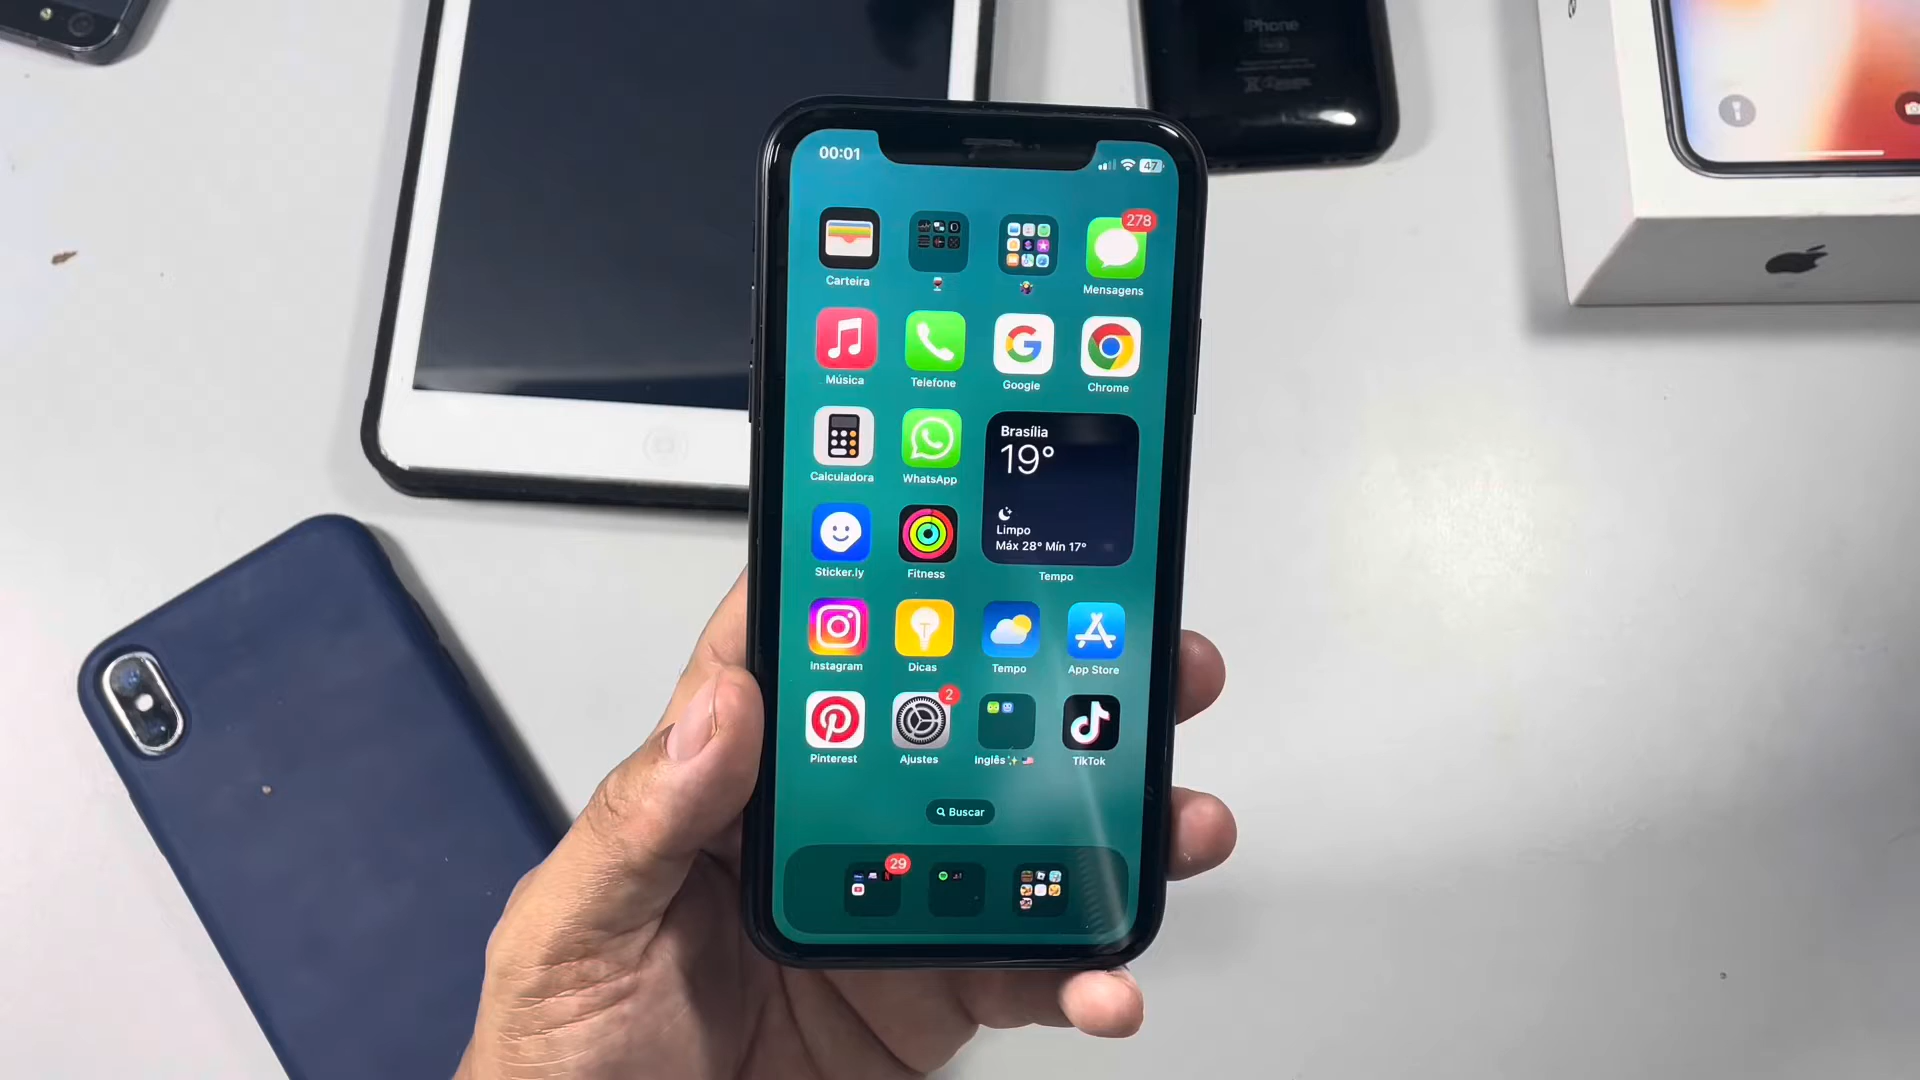 iPhone
00:01
47
278
Carteira
Mensagens
Música
Telefone
Google
Chrome
Calculadora
WhatsApp
Brasília
19°
Limpo
Máx 28° Mín 17°
Tempo
Sticker.ly
Fitness
Instagram
Dicas
Tempo
App Store
2
Pinterest
Ajustes
Inglês✨🇺🇸
TikTok
Buscar
29